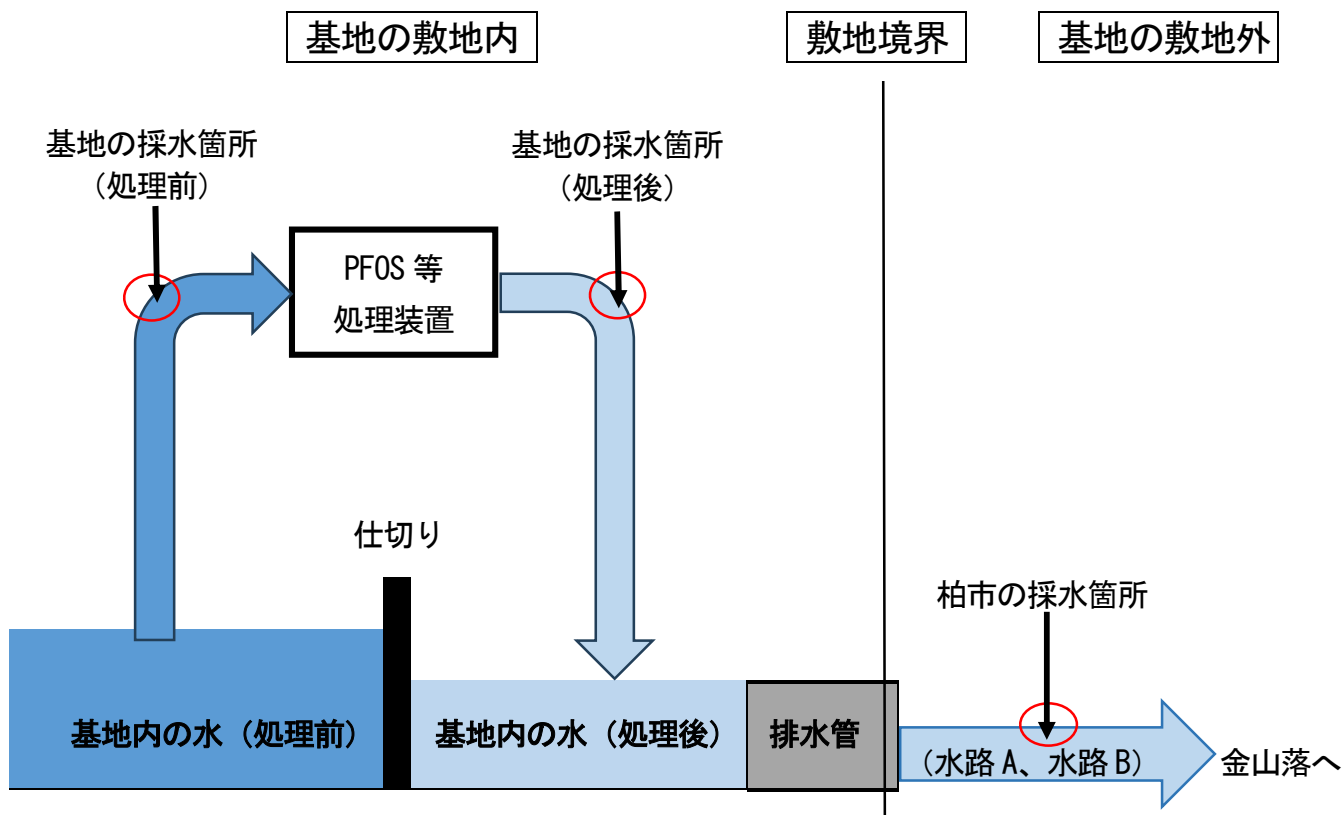 基地の敷地内
敷地境界
基地の敷地外
基地の採水箇所
（処理前）
基地の採水箇所
（処理後）
PFOS 等
処理装置
仕切り
柏市の採水箇所
基地内の水（処理前）
基地内の水（処理後）
排水管
（水路 A、水路 B）
金山落へ